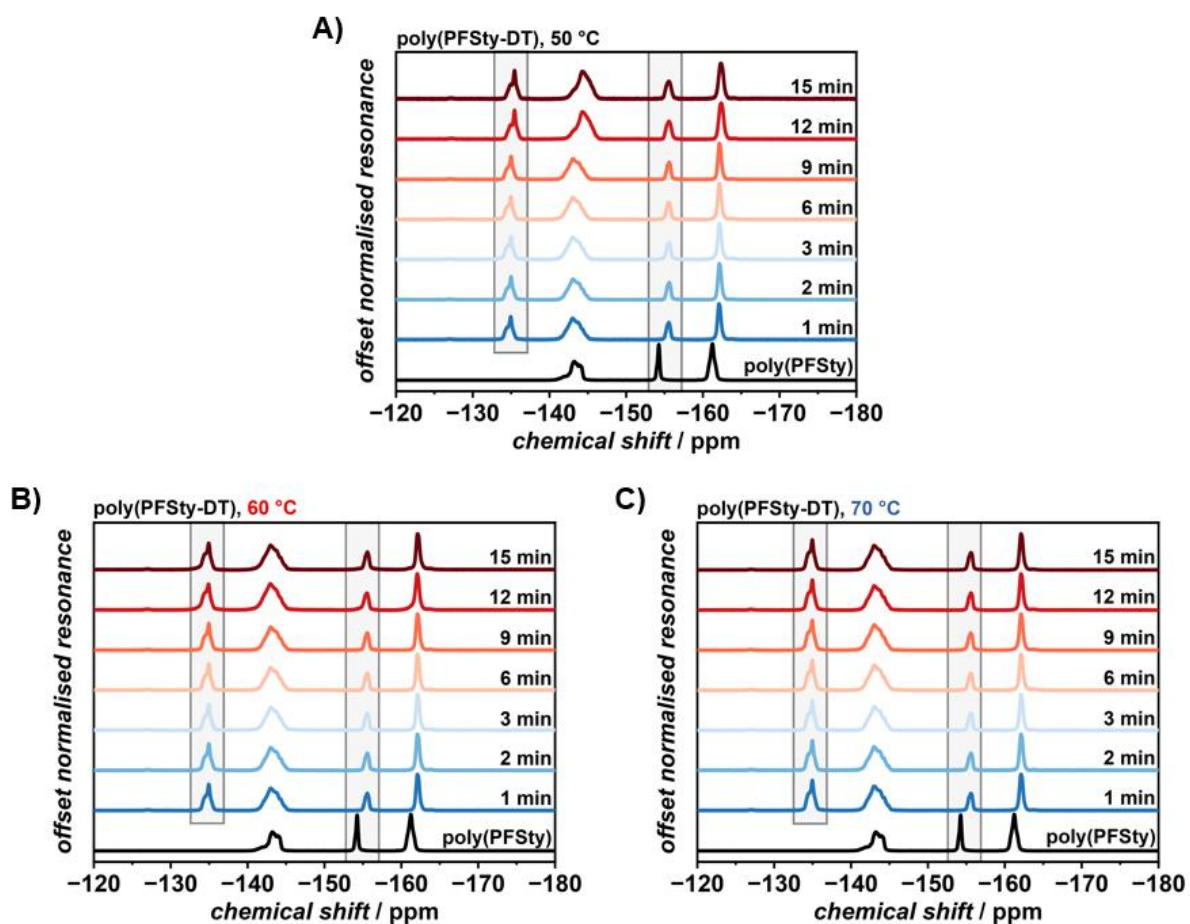 A)
poly(PFSty-DT), 50 °C
offset normalised resonance
15 min
12 min
9 min
6 min
3 min
2 min
1 min
poly(PFSty)
−120 −130 −140 −150 −160 −170 −180
chemical shift / ppm
B)
poly(PFSty-DT), 60 °C
offset normalised resonance
15 min
12 min
9 min
6 min
3 min
2 min
1 min
poly(PFSty)
−120 −130 −140 −150 −160 −170 −180
chemical shift / ppm
C)
poly(PFSty-DT), 70 °C
offset normalised resonance
15 min
12 min
9 min
6 min
3 min
2 min
1 min
poly(PFSty)
−120 −130 −140 −150 −160 −170 −180
chemical shift / ppm